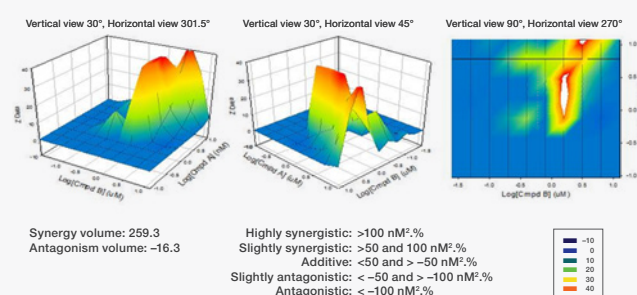 Vertical view 30°, Horizontal view 301.5°
Vertical view 30°, Horizontal view 45°
Vertical view 90°, Horizontal view 270°
Z Data
Log[Cmpd B] (uM)
Log[Cmpd A] (uM)
Z Data
Log[Cmpd A] (uM)
Log[Cmpd B] (uM)
Log[Cmpd B] (uM)
Synergy volume: 259.3
Antagonism volume: –16.3
Highly synergistic: >100 nM².%
Slightly synergistic: >50 and 100 nM².%
Additive: <50 and > –50 nM².%
Slightly antagonistic: < –50 and > –100 nM².%
Antagonistic: < –100 nM².%
–10
0
10
20
30
40